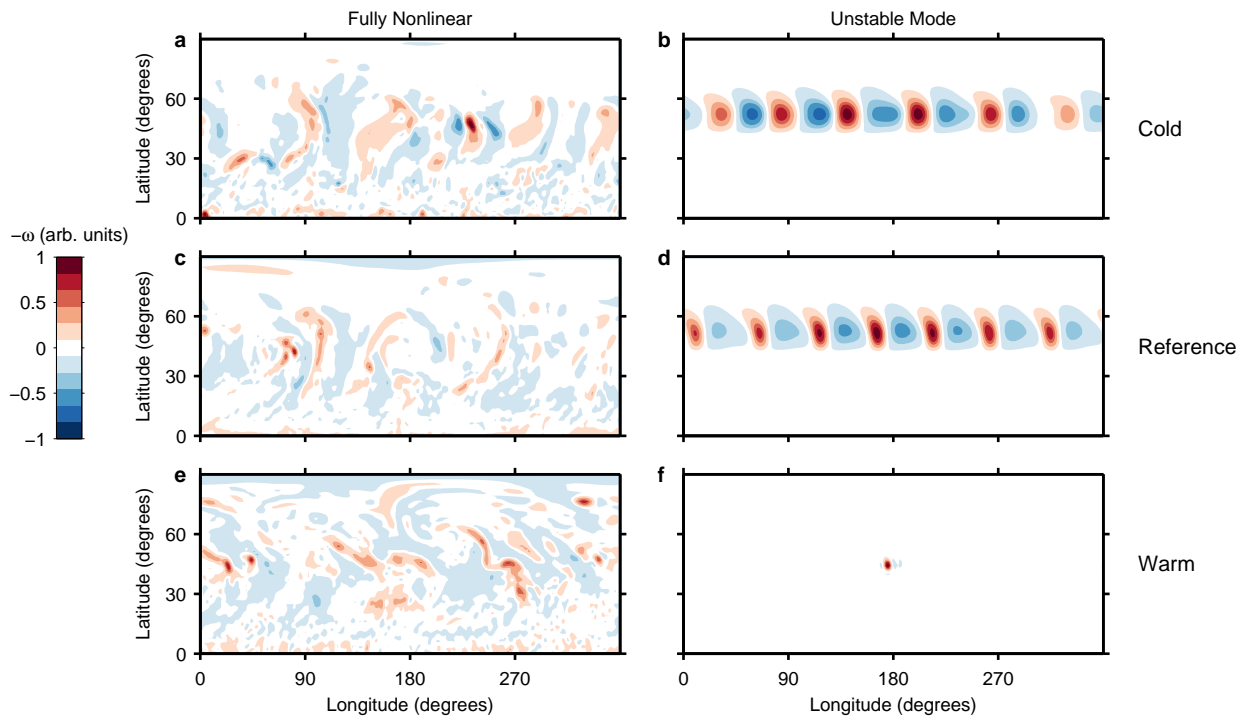 Fully Nonlinear
Unstable Mode
a
b
Latitude (degrees)
60
30
0
Cold
−ω (arb. units)
1
0.5
0
−0.5
−1
c
d
Latitude (degrees)
60
30
0
Reference
e
f
Latitude (degrees)
60
30
0
Warm
0
90
180
270
Longitude (degrees)
0
90
180
270
Longitude (degrees)